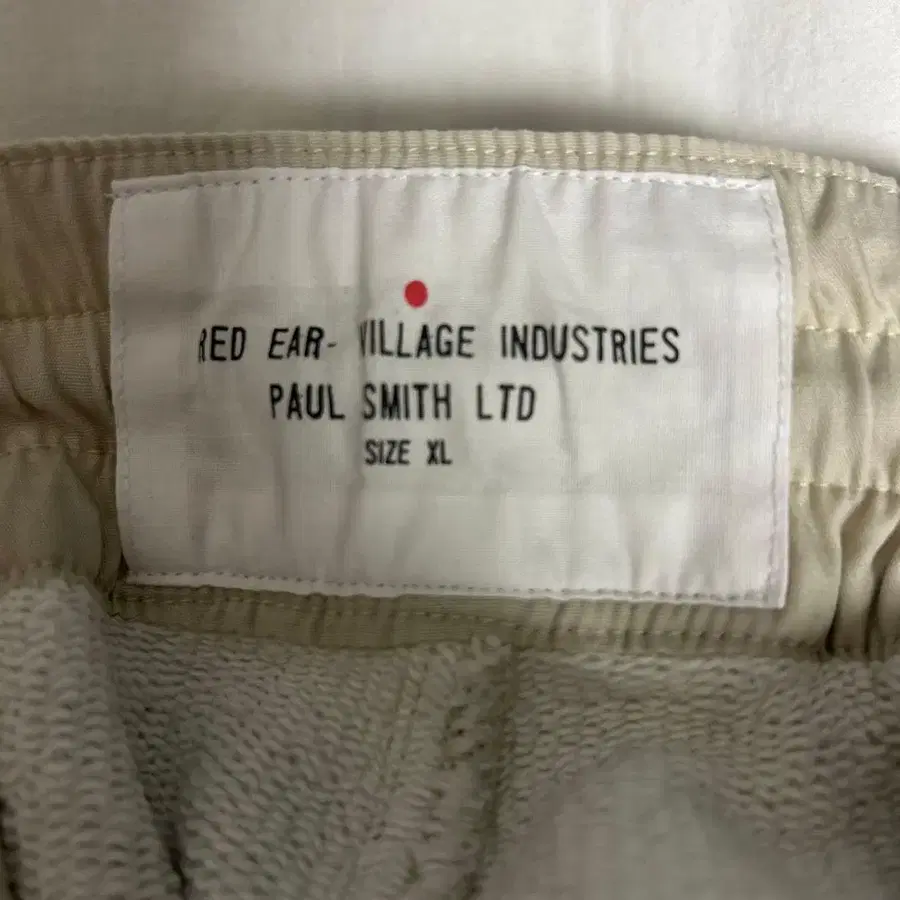 RED EAR- VILLAGE INDUSTRIES
PAUL SMITH LTD
SIZE XL